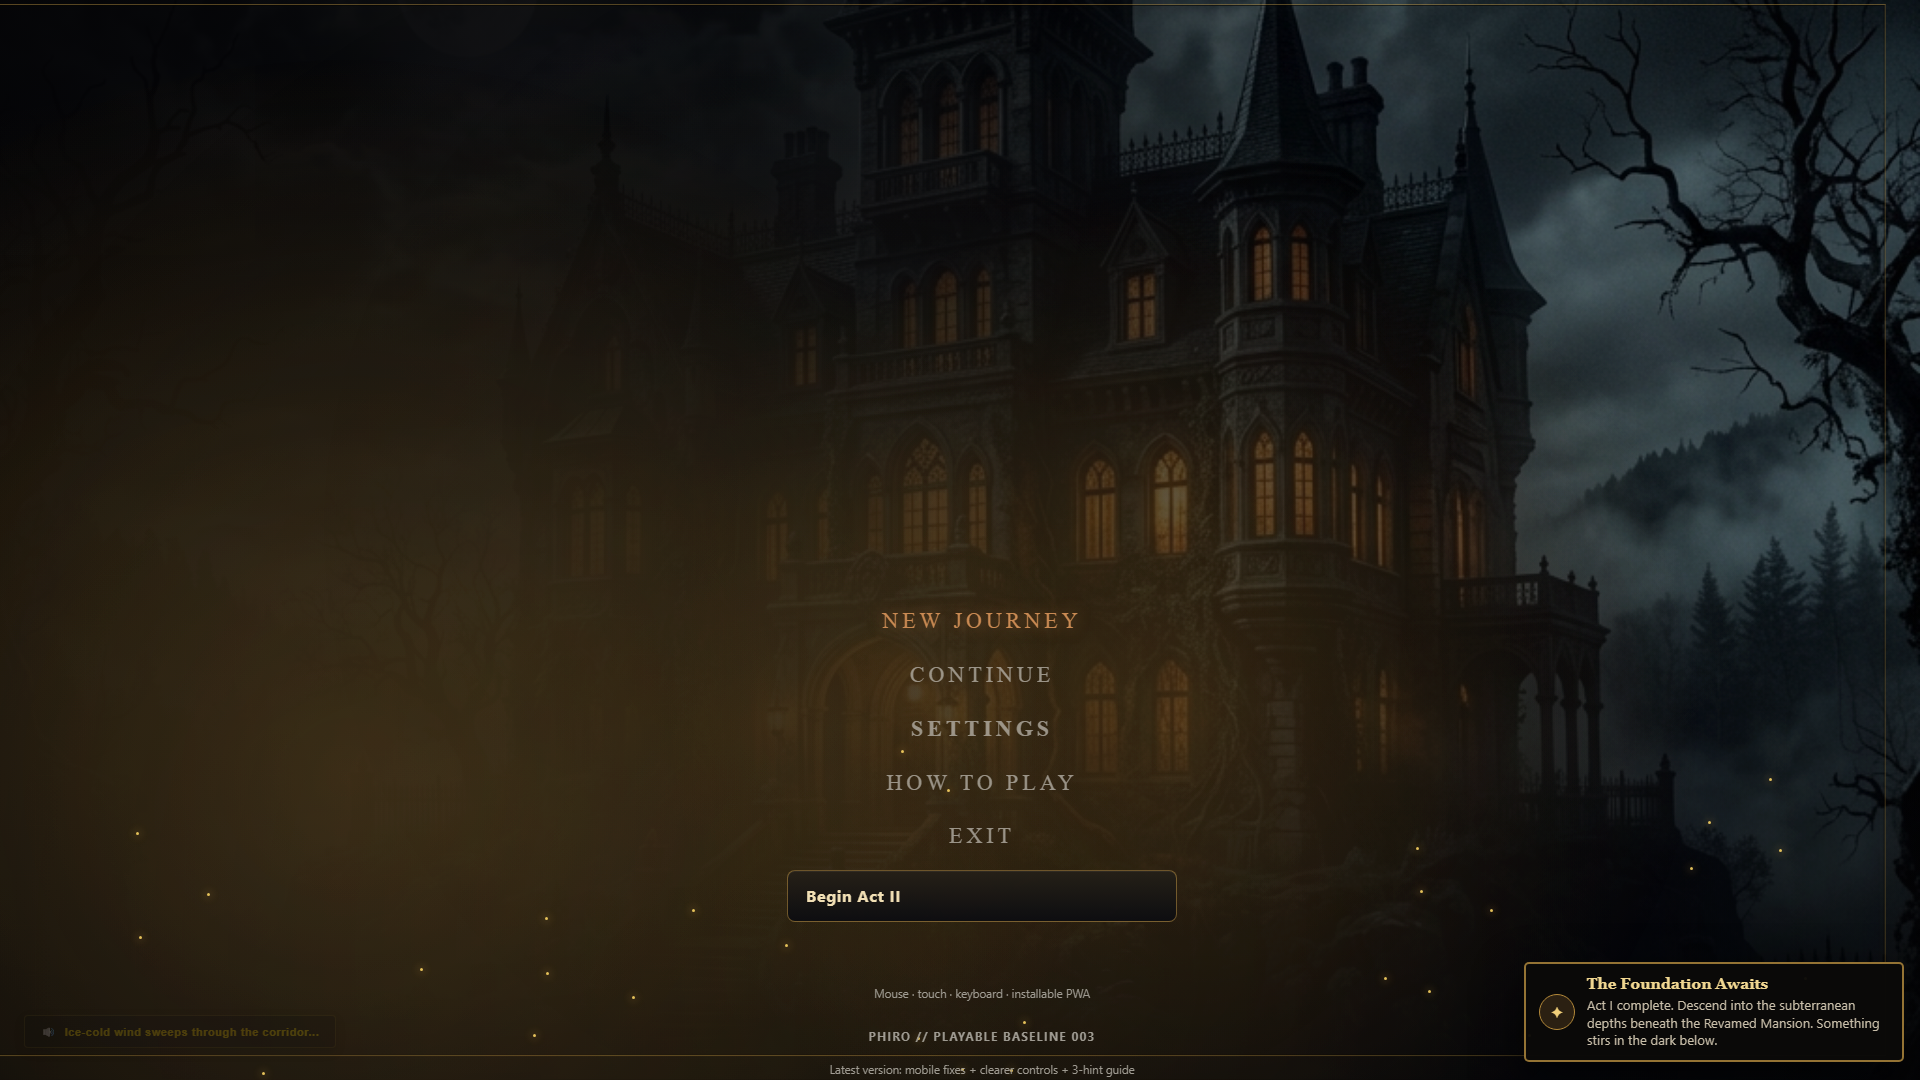 NEW JOURNEY
CONTINUE
SETTINGS
HOW TO PLAY
EXIT
Begin Act II
Mouse · touch · keyboard · installable PWA
Ice-cold wind sweeps through the corridor...
PHIRO // PLAYABLE BASELINE 003
Latest version: mobile fixes + clearer controls + 3-hint guide
The Foundation Awaits
Act I complete. Descend into the subterranean
depths beneath the Revamed Mansion. Something
stirs in the dark below.